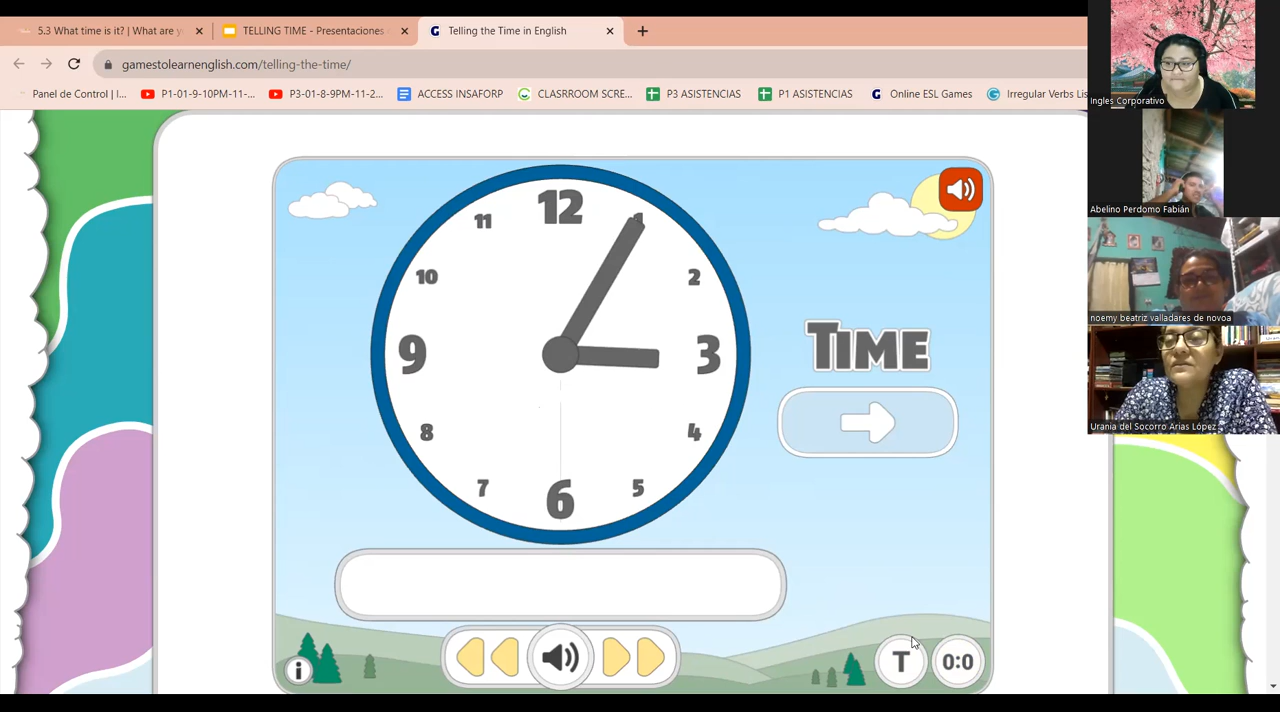 5.3 What time is it? | What are y
TELLING TIME - Presentaciones
Telling the Time in English
gamestolearnenglish.com/telling-the-time/
Panel de Control | I...
P1-01-9-10PM-11-...
P3-01-8-9PM-11-2...
ACCESS INSAFORP
CLASRROOM SCRE...
P3 ASISTENCIAS
P1 ASISTENCIAS
Online ESL Games
Irregular Verbs Lis
Ingles Corporativo
Abelino Perdomo Fabián
noemy beatriz valladares de novoa
Urania del Socorro Arias López
12
11
1
10
2
9
3
8
4
7
5
6
TIME
i
T
0:0